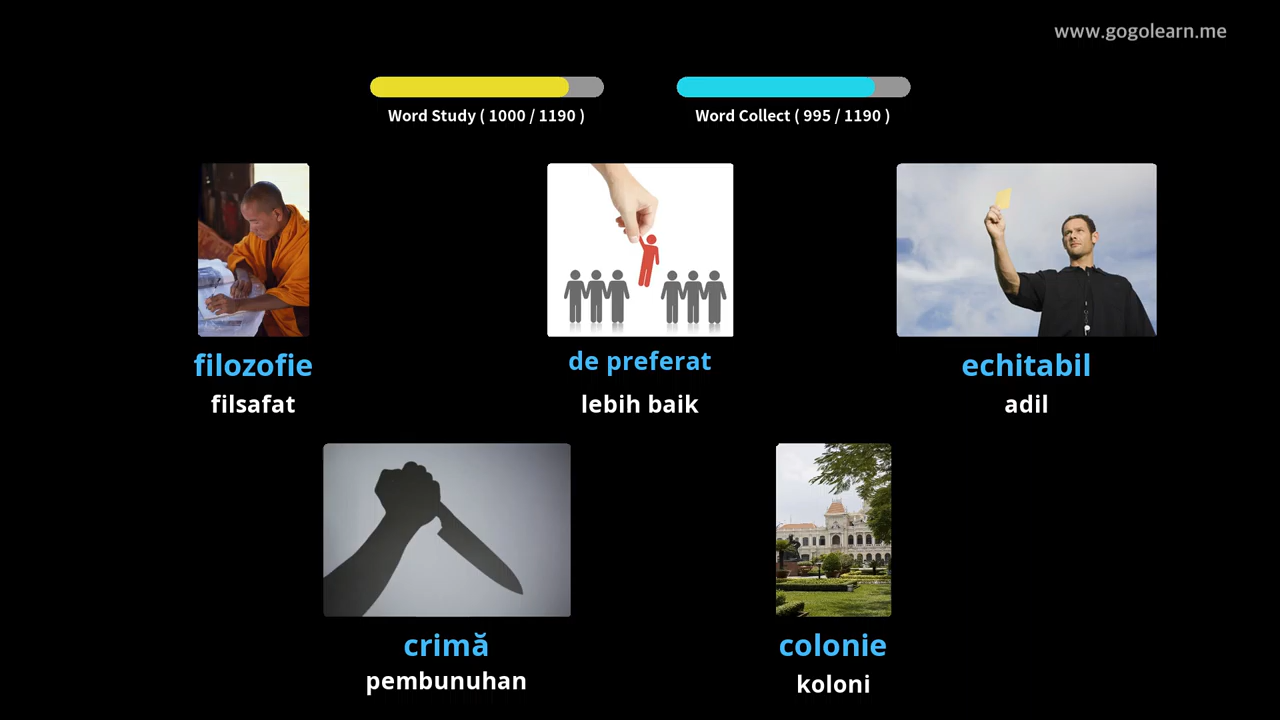 www.gogolearn.me
Word Study ( 1000 / 1190 )
Word Collect ( 995 / 1190 )
filozofie
filsafat
de preferat
lebih baik
echitabil
adil
crimă
pembunuhan
colonie
koloni